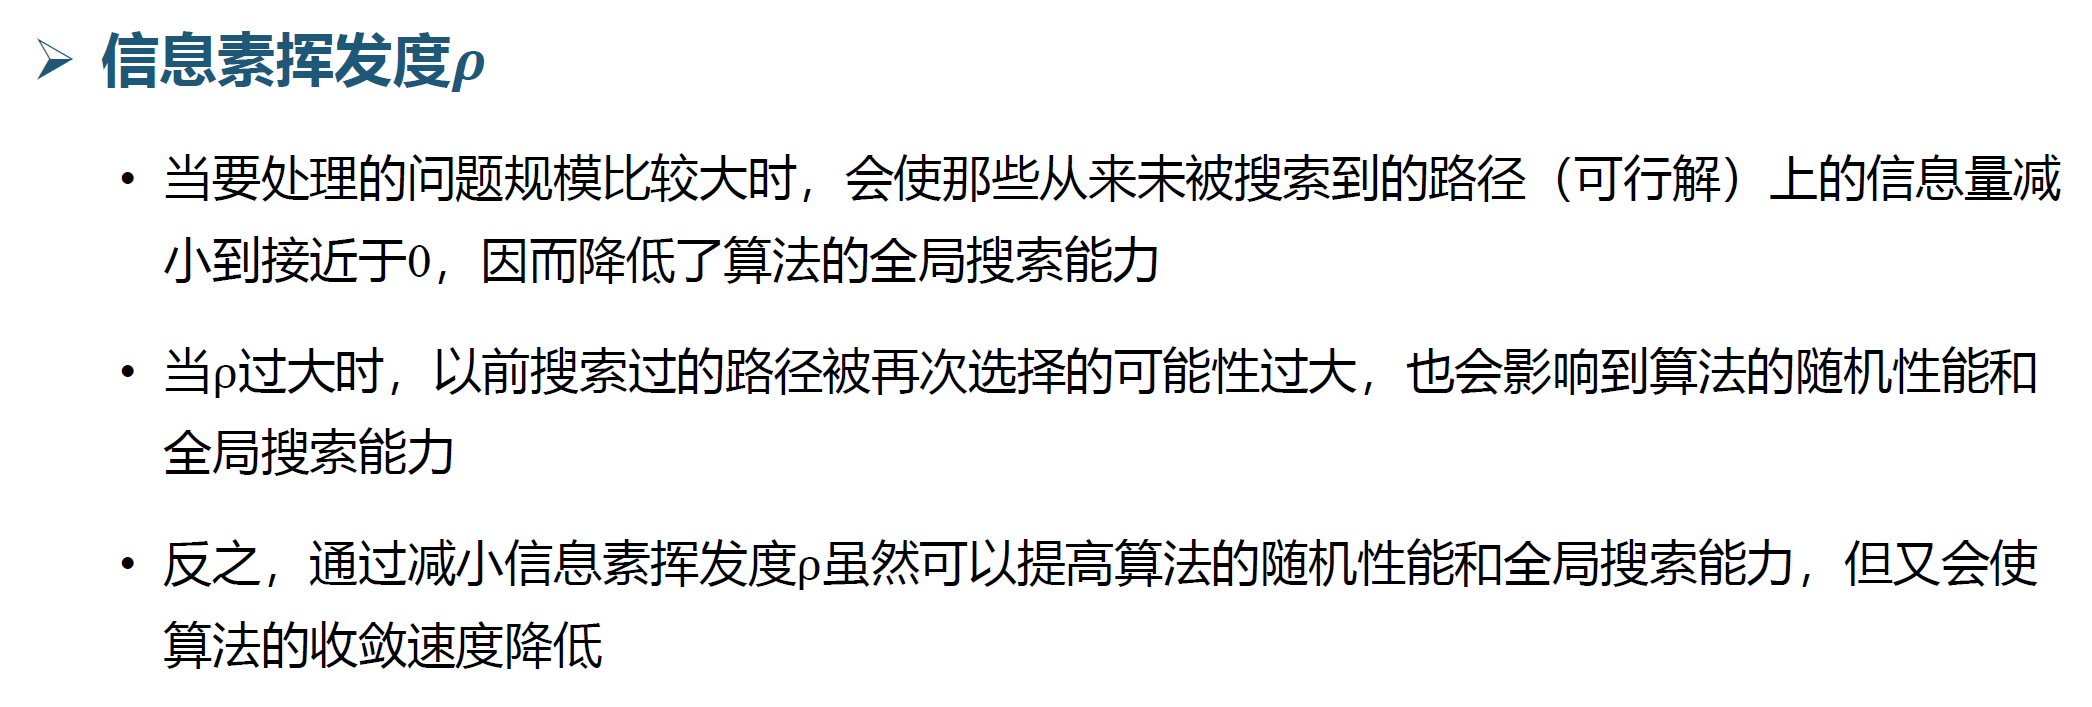 ➢ 信息素挥发度ρ
• 当要处理的问题规模比较大时，会使那些从来未被搜索到的路径（可行解）上的信息量减
小到接近于0，因而降低了算法的全局搜索能力
• 当ρ过大时，以前搜索过的路径被再次选择的可能性过大，也会影响到算法的随机性能和
全局搜索能力
• 反之，通过减小信息素挥发度ρ虽然可以提高算法的随机性能和全局搜索能力，但又会使
算法的收敛速度降低